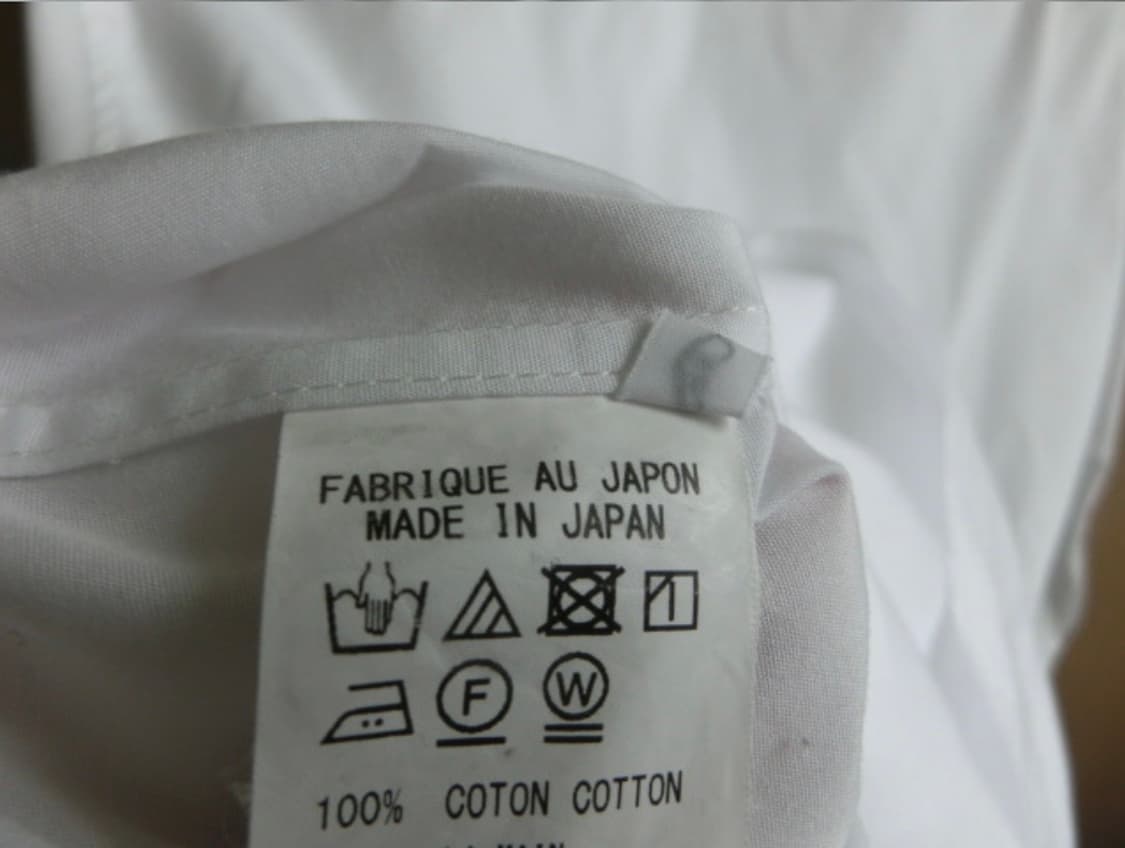 FABRIQUE AU JAPON
MADE IN JAPAN
F W
100% COTON COTTON